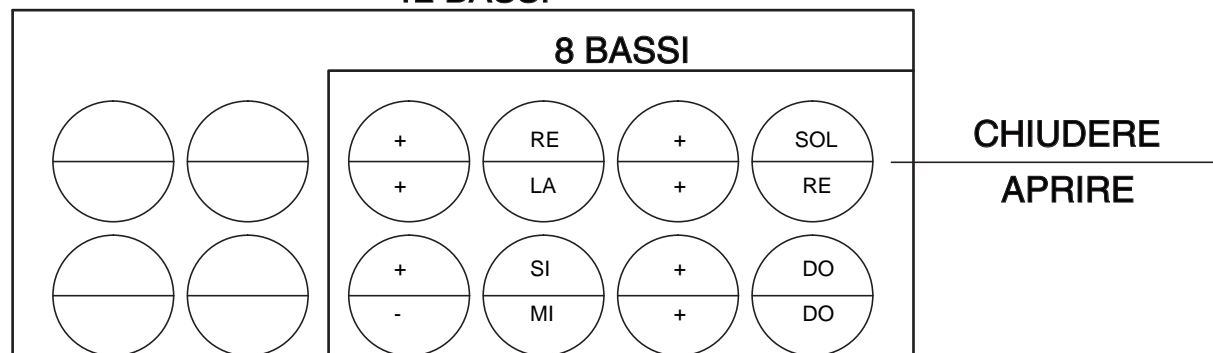 8 BASSI
+ RE + SOL
+ LA + RE
CHIUDERE
APRIRE
+ SI + DO
- MI + DO